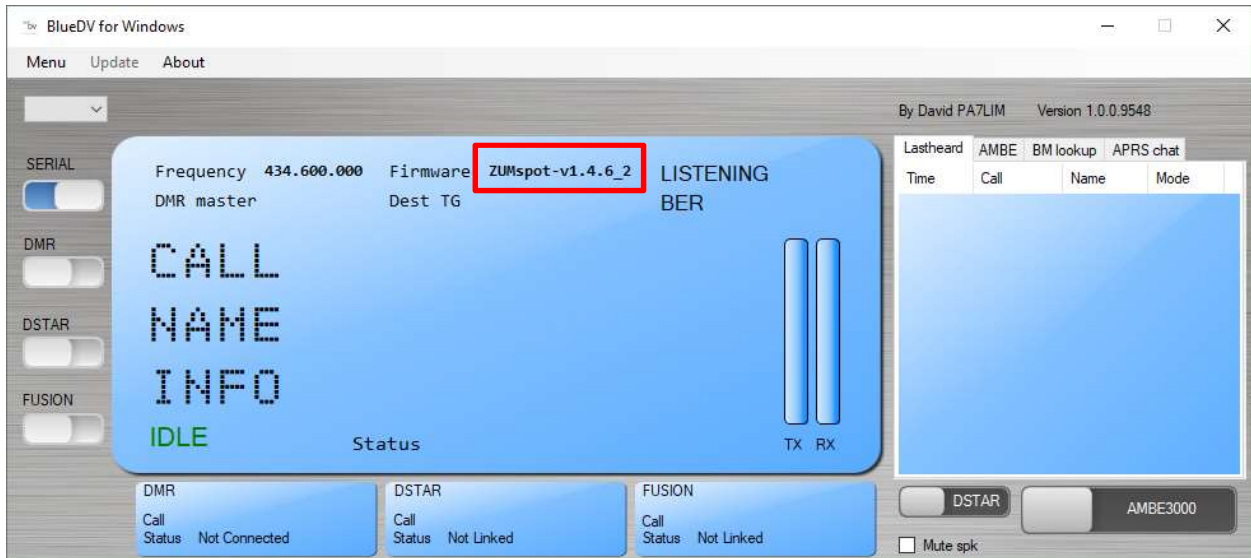 BlueDV for Windows
Menu Update About
By David PA7LIM Version 1.0.0.9548
SERIAL
DMR
DSTAR
FUSION
Frequency 434.600.000 Firmware ZUMspot-v1.4.6_2 LISTENING
DMR master Dest TG BER
CALL
NAME
INFO
IDLE Status TX RX
Lastheard AMBE BM lookup APRS chat
Time Call Name Mode
DMR
Call
Status Not Connected
DSTAR
Call
Status Not Linked
FUSION
Call
Status Not Linked
DSTAR AMBE3000
Mute spk